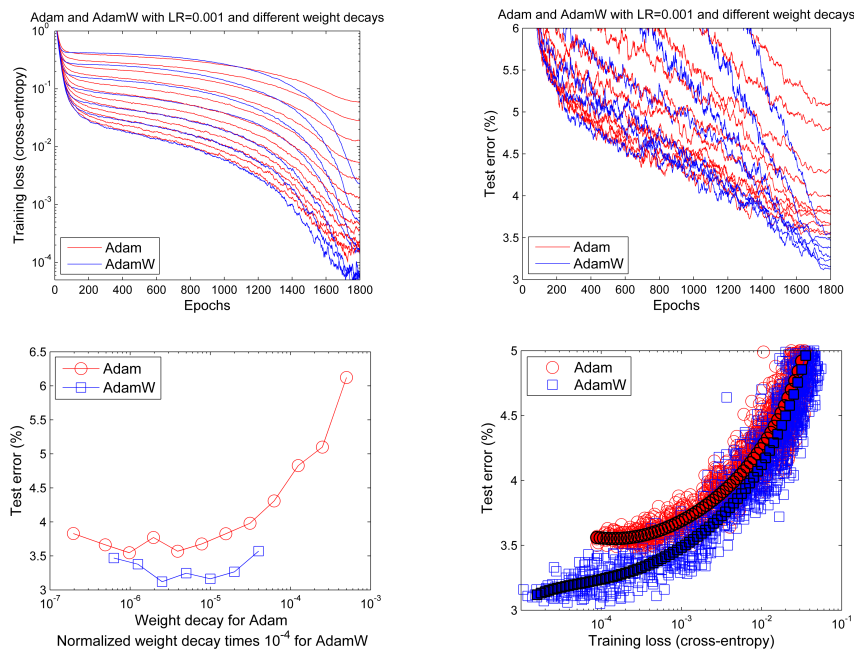 Adam and AdamW with LR=0.001 and different weight decays
10^0
10^-1
10^-2
10^-3
10^-4
Training loss (cross-entropy)
Adam
AdamW
0 200 400 600 800 1000 1200 1400 1600 1800
Epochs
Adam and AdamW with LR=0.001 and different weight decays
6
5.5
5
4.5
4
3.5
3
Test error (%)
Adam
AdamW
200 400 600 800 1000 1200 1400 1600 1800
Epochs
6.5
6
5.5
5
4.5
4
3.5
3
Test error (%)
Adam
AdamW
10^-7 10^-6 10^-5 10^-4 10^-3
Weight decay for Adam
Normalized weight decay times 10^-4 for AdamW
5
4.5
4
3.5
3
Test error (%)
Adam
AdamW
10^-4 10^-3 10^-2 10^-1
Training loss (cross-entropy)